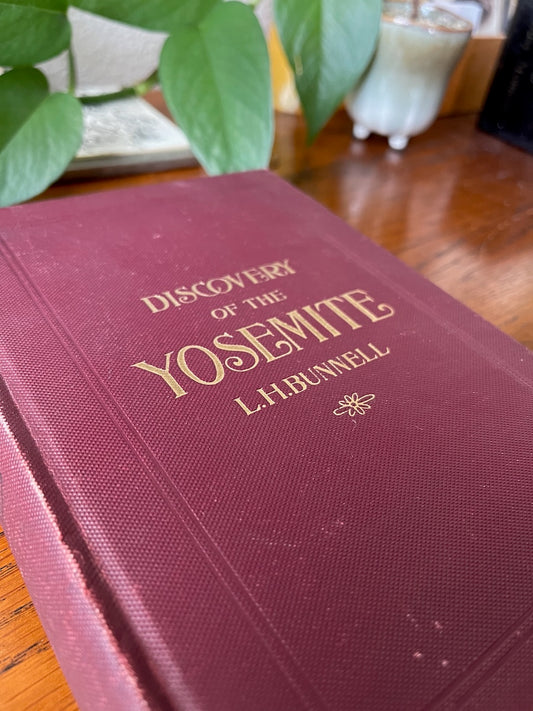 DISCOVERY
OF THE
YOSEMITE
L.H.BUNNELL